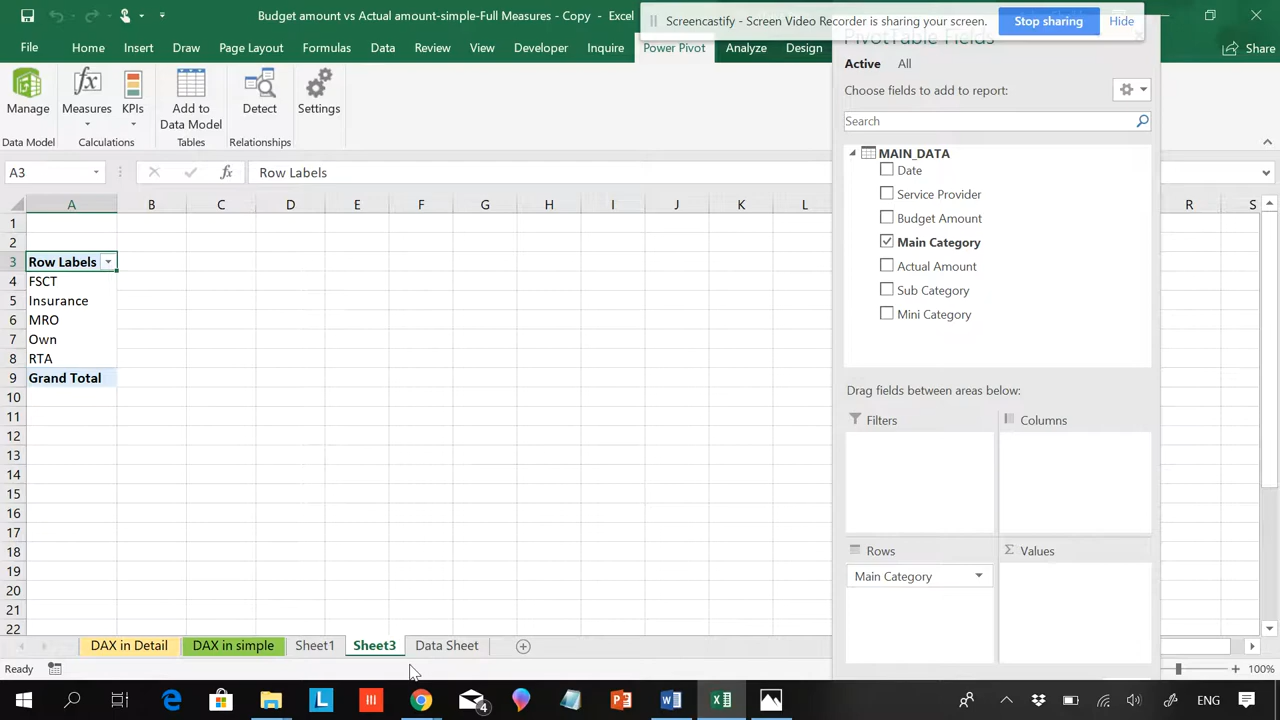 Budget amount vs Actual amount-simple-Full Measures - Copy - Excel
Screencastify - Screen Video Recorder is sharing your screen.
Stop sharing
Hide
File
Home
Draw
Page Layout
Formulas
Data
Review
View
Developer
Inquire
Power Pivot
Analyze
Design
Share
Manage
Measures
KPIs
Add to
Data Model
Detect
Settings
Data Model
Calculations
Tables
Relationships
A3
fx
Row Labels
A B C D E F G H I J K L R S
1
2
3 Row Labels
4 FSCT
5 Insurance
6 MRO
7 Own
8 RTA
9 Grand Total
10
11
12
13
14
15
16
17
18
19
20
21
22
PivotTable Fields
Active
All
Choose fields to add to report:
Search
MAIN_DATA
Date
Service Provider
Budget Amount
Main Category
Actual Amount
Sub Category
Mini Category
Drag fields between areas below:
Filters
Columns
Rows
Σ Values
Main Category
DAX in Detail
DAX in simple
Sheet1
Sheet3
Data Sheet
Ready
100%
4
ENG